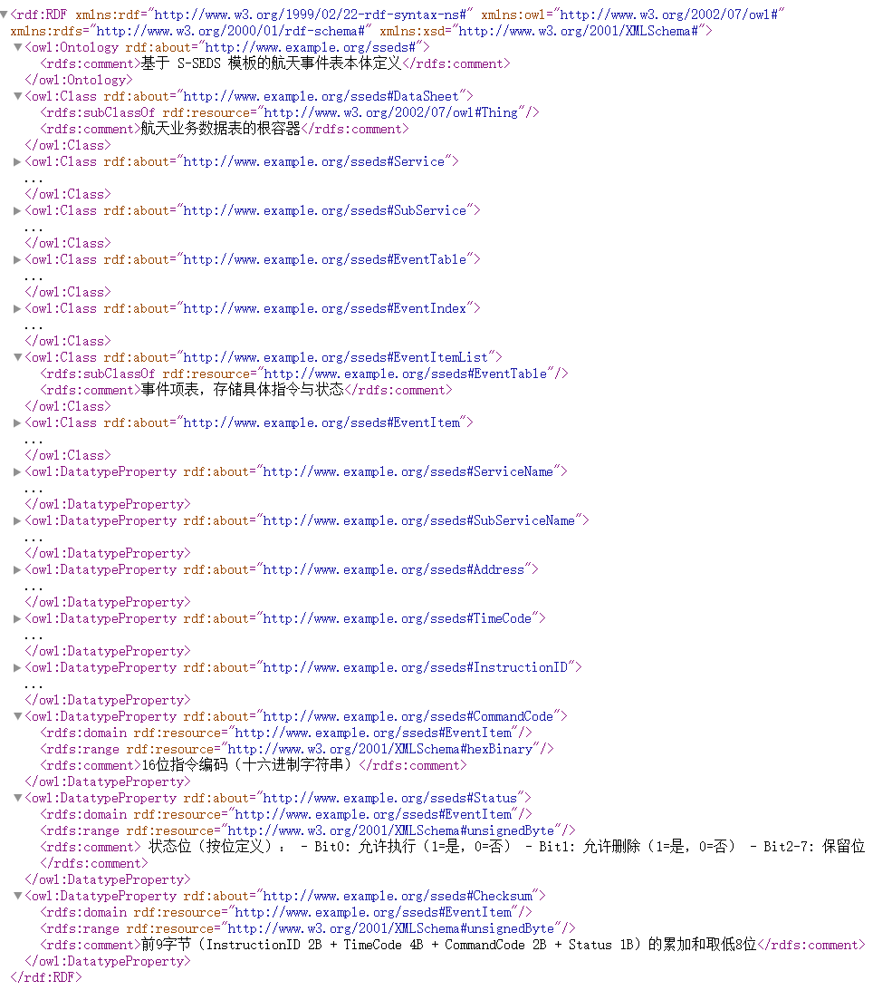 ▼<rdf:RDF xmlns:rdf="http://www.w3.org/1999/02/22-rdf-syntax-ns#" xmlns:owl="http://www.w3.org/2002/07/owl#"
xmlns:rdfs="http://www.w3.org/2000/01/rdf-schema#" xmlns:xsd="http://www.w3.org/2001/XMLSchema#">
▼<owl:Ontology rdf:about="http://www.example.org/sseds#">
<rdfs:comment>基于 S-SEDS 模板的航天事件表本体定义</rdfs:comment>
</owl:Ontology>
▼<owl:Class rdf:about="http://www.example.org/sseds#DataSheet">
<rdfs:subClassOf rdf:resource="http://www.w3.org/2002/07/owl#Thing"/>
<rdfs:comment>航天业务数据表的根容器</rdfs:comment>
</owl:Class>
▶<owl:Class rdf:about="http://www.example.org/sseds#Service">
...
</owl:Class>
▶<owl:Class rdf:about="http://www.example.org/sseds#SubService">
...
</owl:Class>
▶<owl:Class rdf:about="http://www.example.org/sseds#EventTable">
...
</owl:Class>
▶<owl:Class rdf:about="http://www.example.org/sseds#EventIndex">
...
</owl:Class>
▼<owl:Class rdf:about="http://www.example.org/sseds#EventItemList">
<rdfs:subClassOf rdf:resource="http://www.example.org/sseds#EventTable"/>
<rdfs:comment>事件项表，存储具体指令与状态</rdfs:comment>
</owl:Class>
▶<owl:Class rdf:about="http://www.example.org/sseds#EventItem">
...
</owl:Class>
▶<owl:DatatypeProperty rdf:about="http://www.example.org/sseds#ServiceName">
...
</owl:DatatypeProperty>
▶<owl:DatatypeProperty rdf:about="http://www.example.org/sseds#SubServiceName">
...
</owl:DatatypeProperty>
▶<owl:DatatypeProperty rdf:about="http://www.example.org/sseds#Address">
...
</owl:DatatypeProperty>
▶<owl:DatatypeProperty rdf:about="http://www.example.org/sseds#TimeCode">
...
</owl:DatatypeProperty>
▶<owl:DatatypeProperty rdf:about="http://www.example.org/sseds#InstructionID">
...
</owl:DatatypeProperty>
▼<owl:DatatypeProperty rdf:about="http://www.example.org/sseds#CommandCode">
<rdfs:domain rdf:resource="http://www.example.org/sseds#EventItem"/>
<rdfs:range rdf:resource="http://www.w3.org/2001/XMLSchema#hexBinary"/>
<rdfs:comment>16位指令编码（十六进制字符串）</rdfs:comment>
</owl:DatatypeProperty>
▼<owl:DatatypeProperty rdf:about="http://www.example.org/sseds#Status">
<rdfs:domain rdf:resource="http://www.example.org/sseds#EventItem"/>
<rdfs:range rdf:resource="http://www.w3.org/2001/XMLSchema#unsignedByte"/>
<rdfs:comment> 状态位（按位定义）： - Bit0: 允许执行（1=是，0=否） - Bit1: 允许删除（1=是，0=否） - Bit2-7: 保留位
</rdfs:comment>
</owl:DatatypeProperty>
▼<owl:DatatypeProperty rdf:about="http://www.example.org/sseds#Checksum">
<rdfs:domain rdf:resource="http://www.example.org/sseds#EventItem"/>
<rdfs:range rdf:resource="http://www.w3.org/2001/XMLSchema#unsignedByte"/>
<rdfs:comment>前9字节（InstructionID 2B + TimeCode 4B + CommandCode 2B + Status 1B）的累加和取低8位</rdfs:comment>
</owl:DatatypeProperty>
</rdf:RDF>